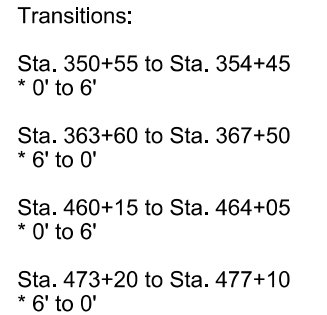 Transitions:
Sta. 350+55 to Sta. 354+45
* 0' to 6'
Sta. 363+60 to Sta. 367+50
* 6' to 0'
Sta. 460+15 to Sta. 464+05
* 0' to 6'
Sta. 473+20 to Sta. 477+10
* 6' to 0'